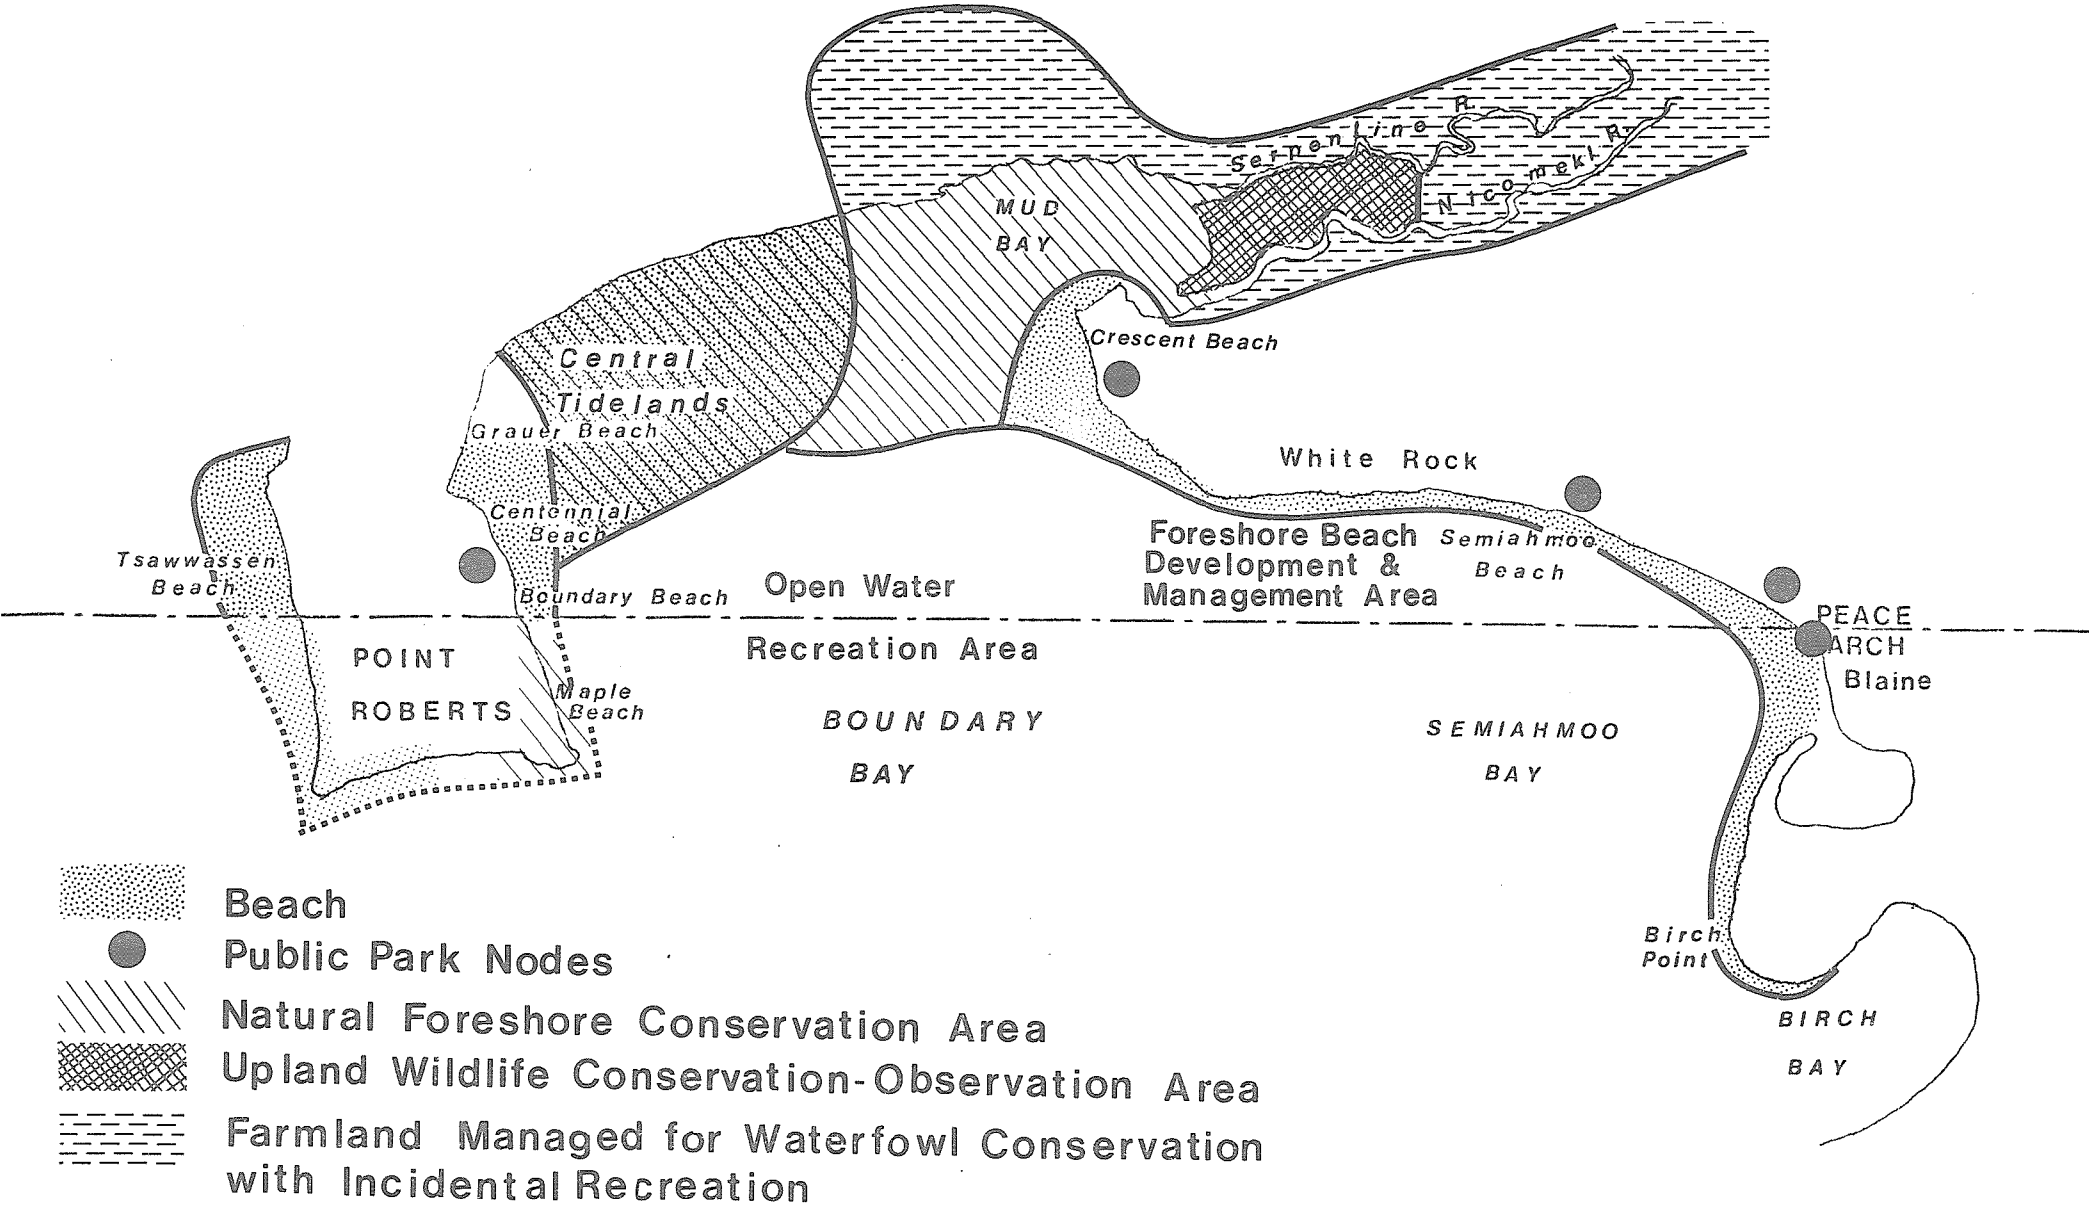 Serpentine R.
Nicomekl R.
MUD
BAY
Crescent Beach
Central
Tidelands
Grauer Beach
White Rock
Centennial
Beach
Foreshore Beach
Development &
Management Area
Semiahmoo
Beach
Tsawwassen
Beach
Open Water
Boundary Beach
PEACE
ARCH
Recreation Area
POINT
ROBERTS
Blaine
Maple
Beach
BOUNDARY
BAY
SEMIAHMOO
BAY
Birch
Point
BIRCH
BAY
Beach
Public Park Nodes
Natural Foreshore Conservation Area
Upland Wildlife Conservation-Observation Area
Farmland Managed for Waterfowl Conservation
with Incidental Recreation